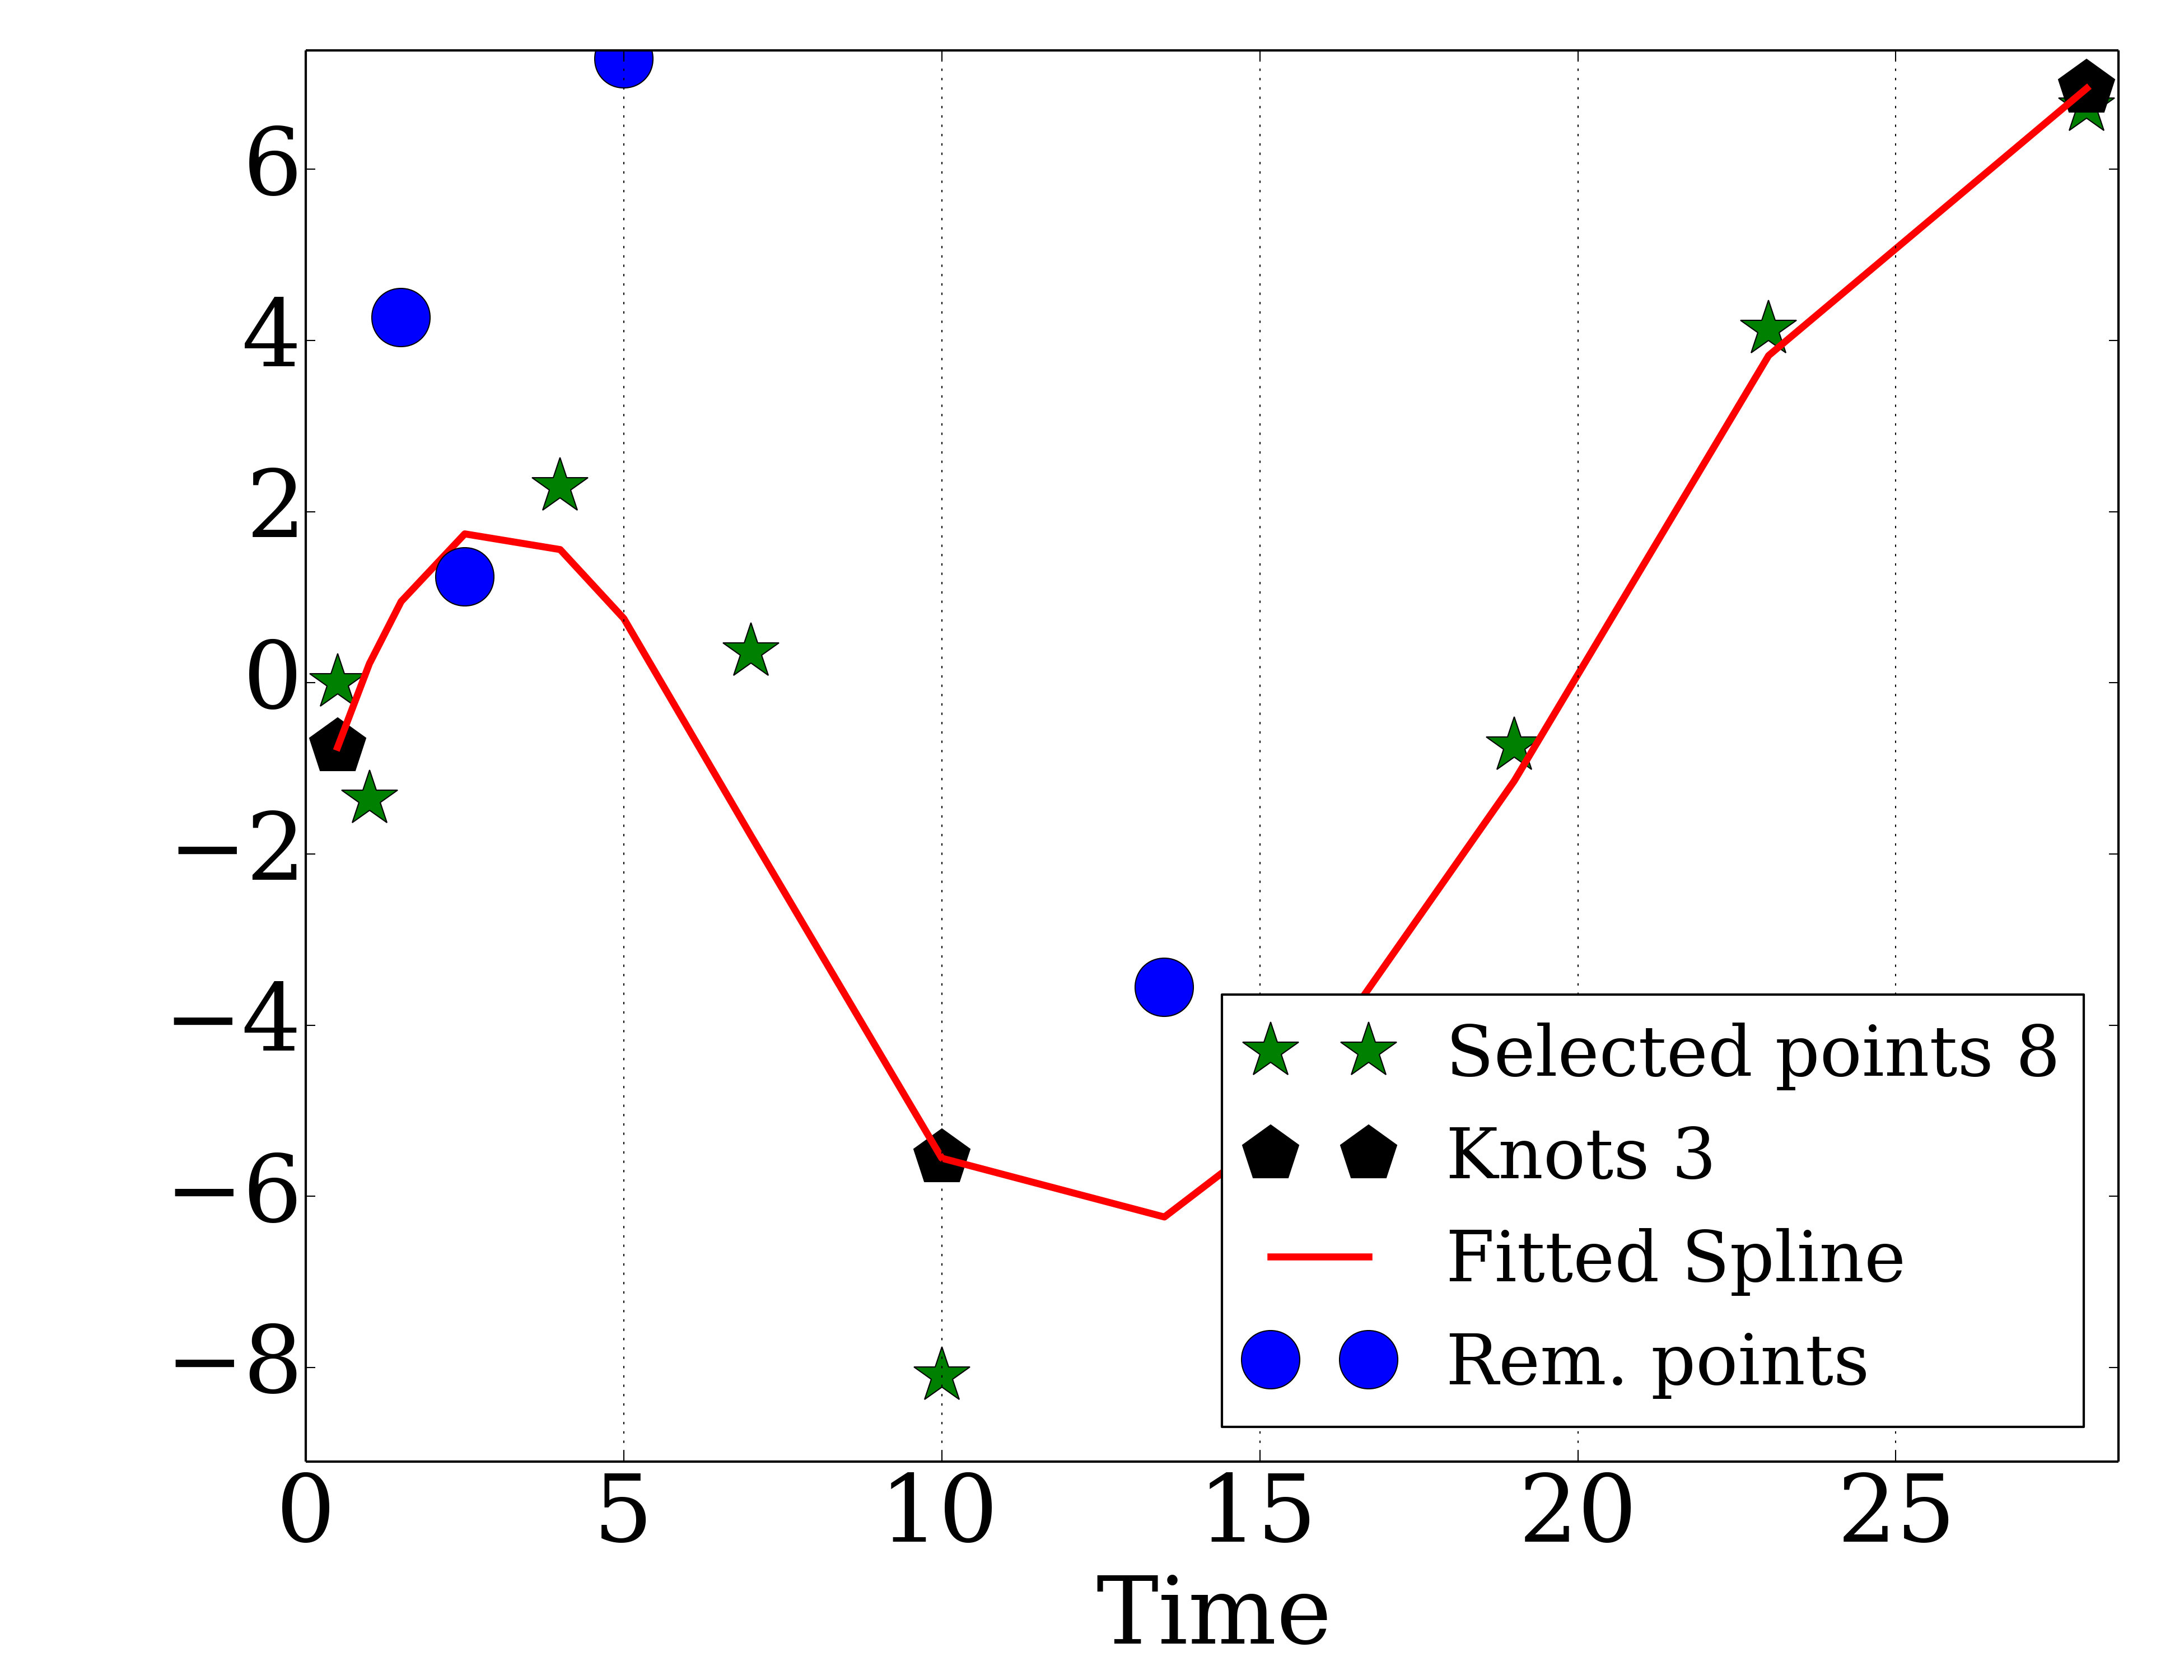 6
4
2
0
−2
−4
−6
−8
Selected points 8
Knots 3
Fitted Spline
Rem. points
0 5 10 15 20 25
Time